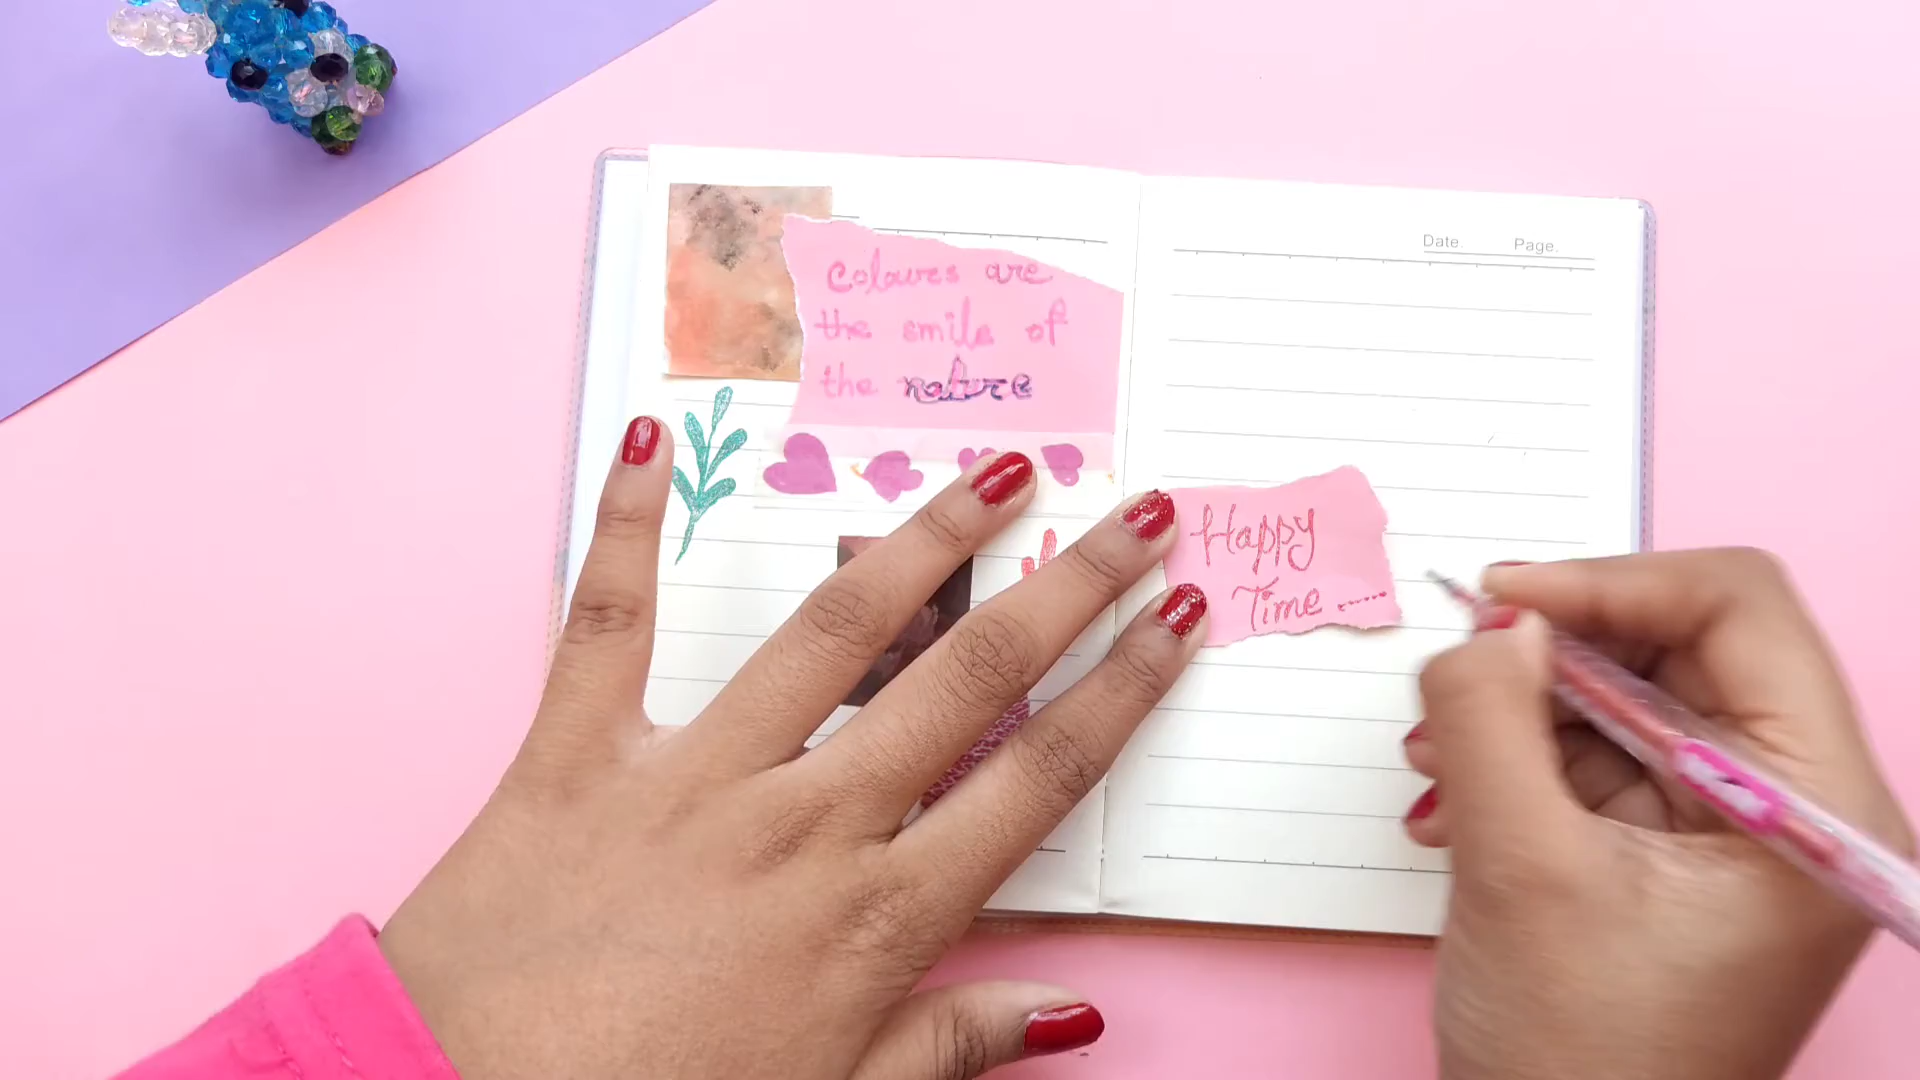 Colours are
the smile of
the nature
Date. Page.
Happy
Time ......